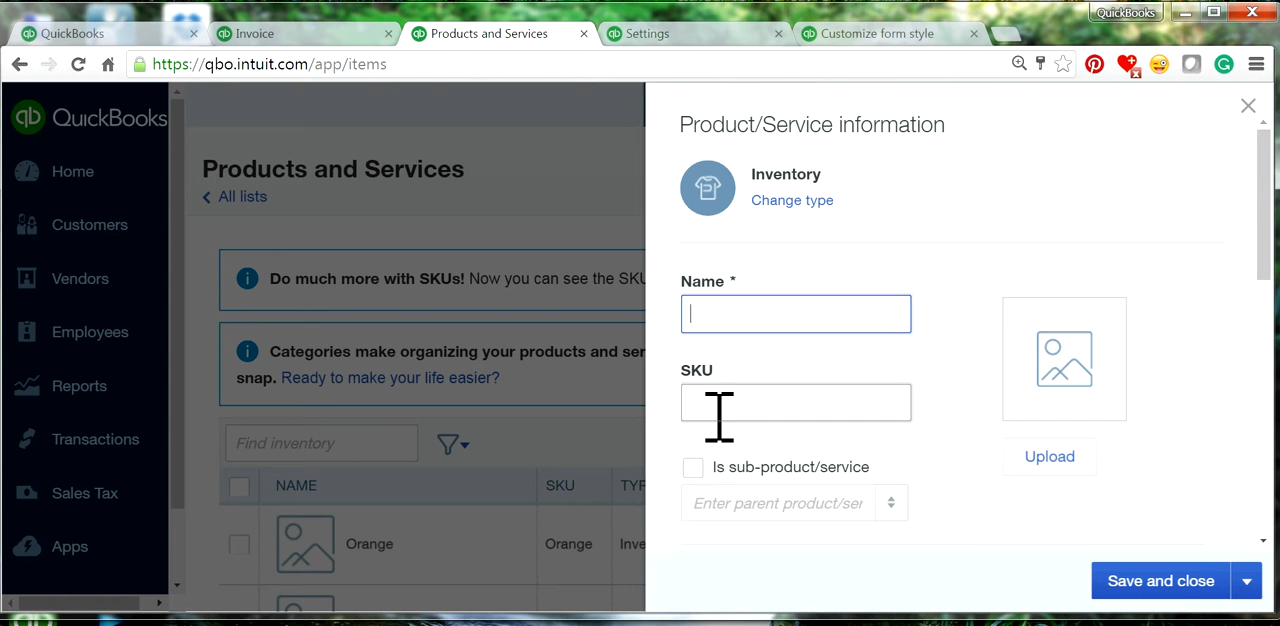 QuickBooks
QuickBooks
Invoice
Products and Services
Settings
Customize form style
https://qbo.intuit.com/app/items
qb QuickBooks
Home
Customers
Vendors
Employees
Reports
Transactions
Sales Tax
Apps
Products and Services
All lists
Do much more with SKUs! Now you can see the SKU
Categories make organizing your products and ser
snap. Ready to make your life easier?
Find inventory
NAME
SKU
TYP
Orange
Orange
Inve
Product/Service information
Inventory
Change type
Name *
SKU
Is sub-product/service
Enter parent product/ser
Upload
Save and close